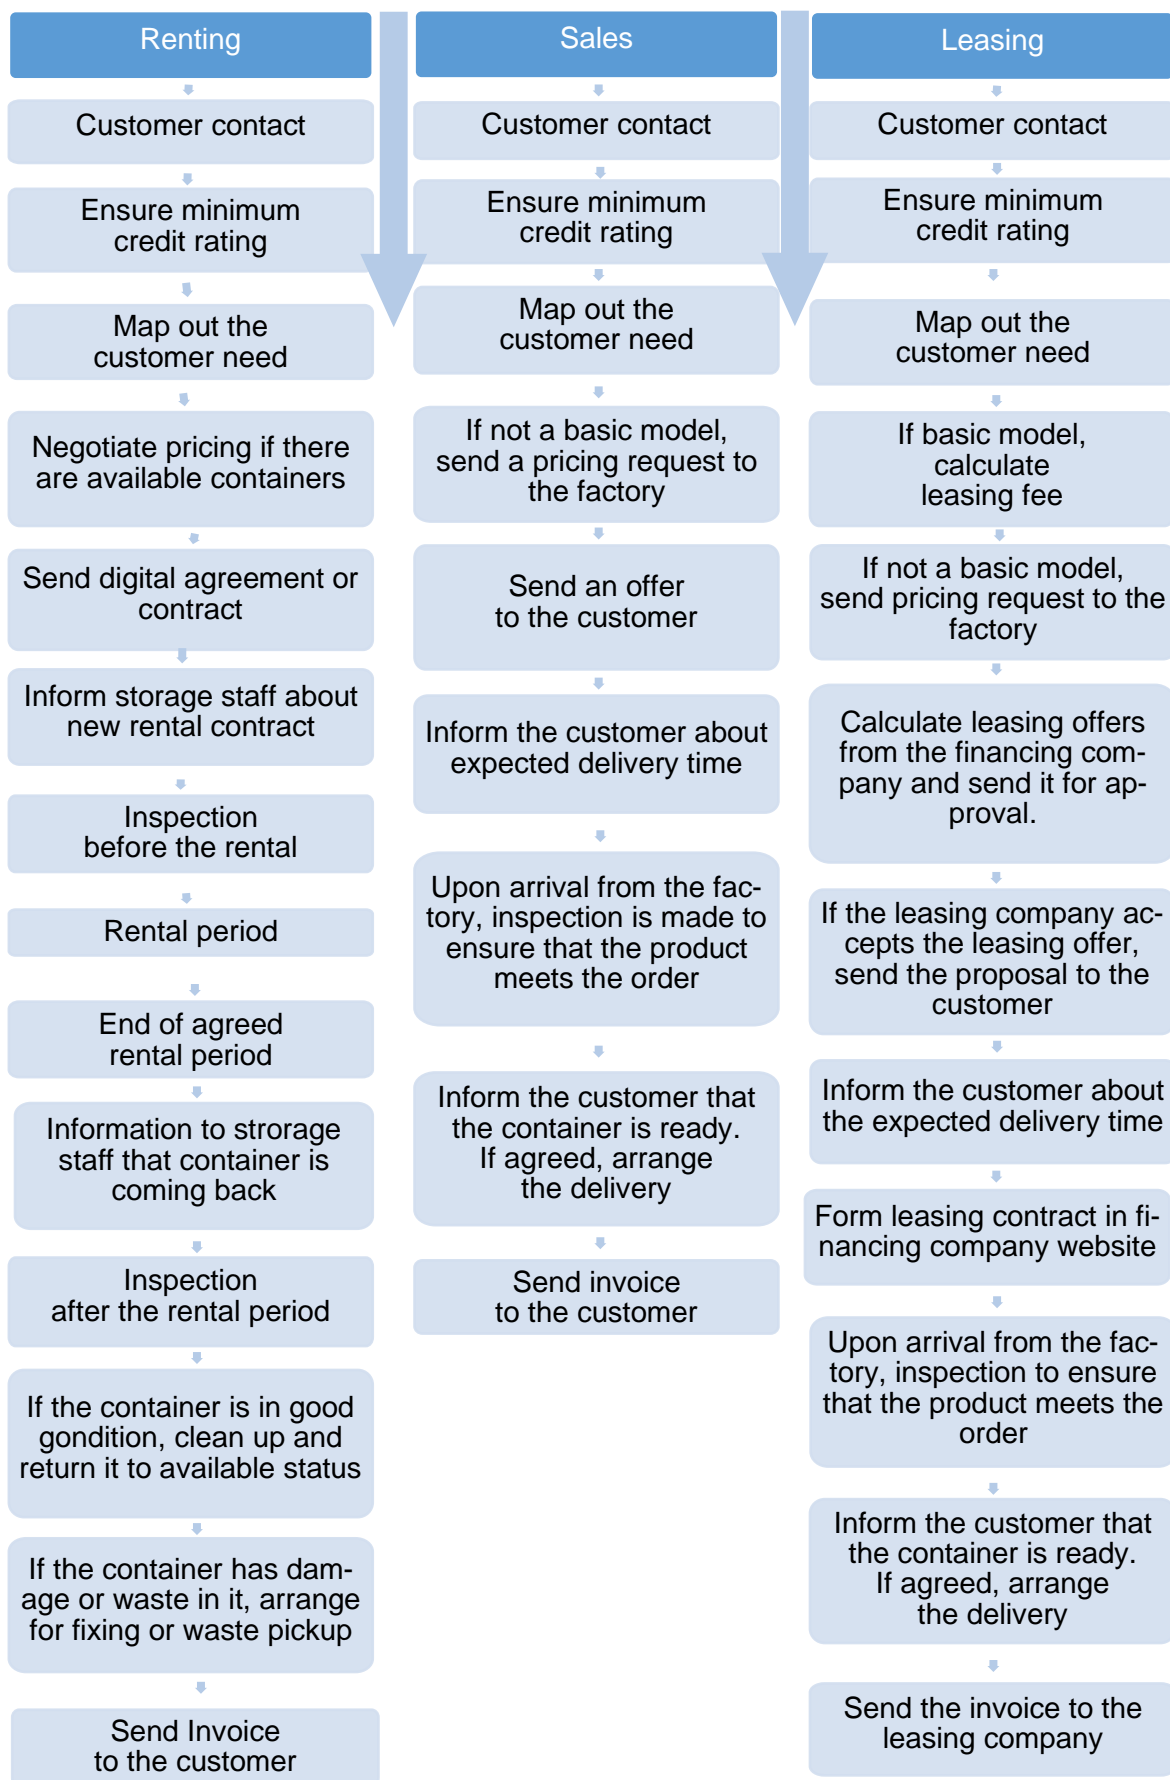 Renting
Customer contact
Ensure minimum
credit rating
Map out the
customer need
Negotiate pricing if there
are available containers
Send digital agreement or
contract
Inform storage staff about
new rental contract
Inspection
before the rental
Rental period
End of agreed
rental period
Information to strorage
staff that container is
coming back
Inspection
after the rental period
If the container is in good
gondition, clean up and
return it to available status
If the container has dam-
age or waste in it, arrange
for fixing or waste pickup
Send Invoice
to the customer
Sales
Customer contact
Ensure minimum
credit rating
Map out the
customer need
If not a basic model,
send a pricing request to
the factory
Send an offer
to the customer
Inform the customer about
expected delivery time
Upon arrival from the fac-
tory, inspection is made to
ensure that the product
meets the order
Inform the customer that
the container is ready.
If agreed, arrange
the delivery
Send invoice
to the customer
Leasing
Customer contact
Ensure minimum
credit rating
Map out the
customer need
If basic model,
calculate
leasing fee
If not a basic model,
send pricing request to the
factory
Calculate leasing offers
from the financing com-
pany and send it for ap-
proval.
If the leasing company ac-
cepts the leasing offer,
send the proposal to the
customer
Inform the customer about
the expected delivery time
Form leasing contract in fi-
nancing company website
Upon arrival from the fac-
tory, inspection to ensure
that the product meets the
order
Inform the customer that
the container is ready.
If agreed, arrange
the delivery
Send the invoice to the
leasing company